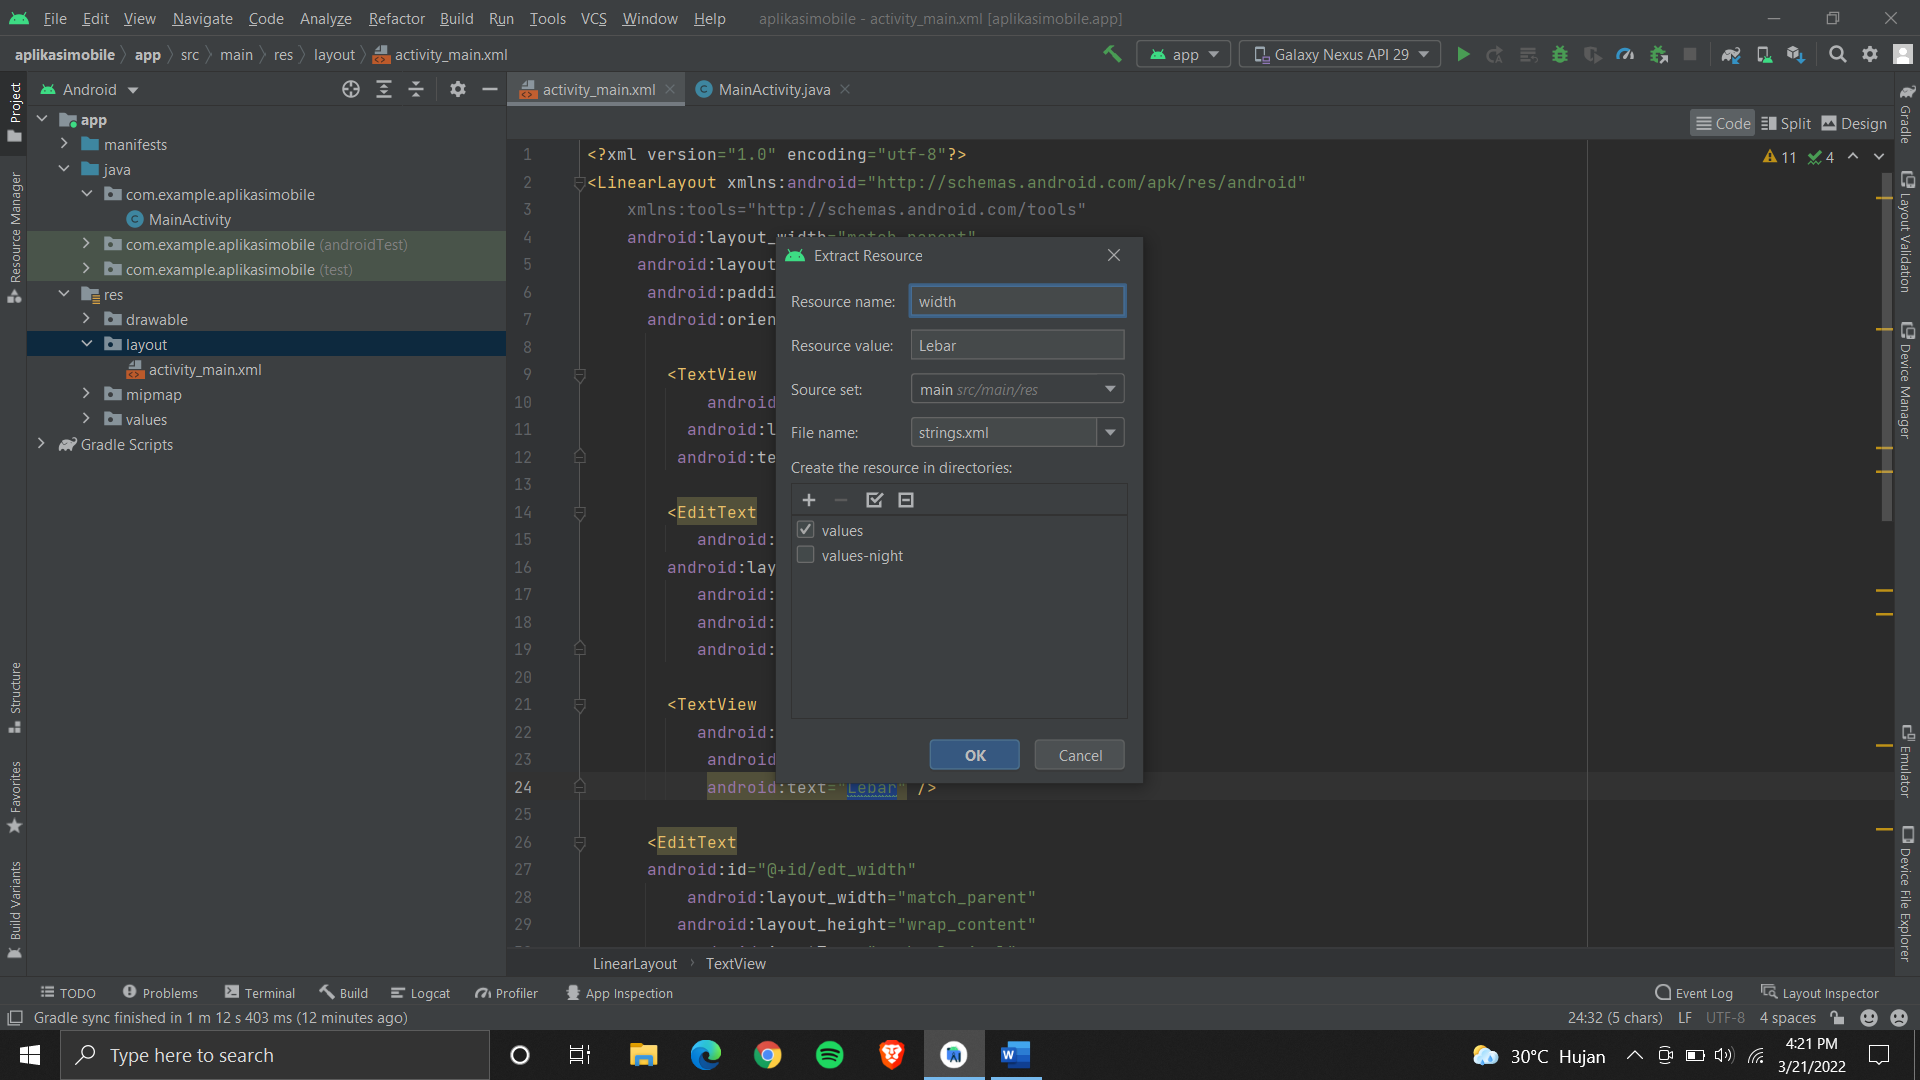 File Edit View Navigate Code Analyze Refactor Build Run Tools VCS Window Help aplikasimobile - activity_main.xml [aplikasimobile.app]
aplikasimobile app src main res layout activity_main.xml app Galaxy Nexus API 29
Android
activity_main.xml MainActivity.java
Code Split Design
11 4
Project
Resource Manager
Structure
Favorites
Build Variants
app
manifests
java
com.example.aplikasimobile
MainActivity
com.example.aplikasimobile (androidTest)
com.example.aplikasimobile (test)
res
drawable
layout
activity_main.xml
mipmap
values
Gradle Scripts
1 <?xml version="1.0" encoding="utf-8"?>
2 <LinearLayout xmlns:android="http://schemas.android.com/apk/res/android"
3 xmlns:tools="http://schemas.android.com/tools"
4 android:layout_width="match_parent"
5 android:layout
6 android:paddi
7 android:orien
8
9 <TextView
10 android
11 android:l
12 android:te
13
14 <EditText
15 android:
16 android:lay
17 android:
18 android:
19 android:
20
21 <TextView
22 android:
23 android
24 android:text="Lebar" />
25
26 <EditText
27 android:id="@+id/edt_width"
28 android:layout_width="match_parent"
29 android:layout_height="wrap_content"
Extract Resource
Resource name: width
Resource value: Lebar
Source set: main src/main/res
File name: strings.xml
Create the resource in directories:
values
values-night
OK Cancel
LinearLayout TextView
Gradle
Layout Validation
Device Manager
Emulator
Device File Explorer
TODO Problems Terminal Build Logcat Profiler App Inspection Event Log Layout Inspector
Gradle sync finished in 1 m 12 s 403 ms (12 minutes ago) 24:32 (5 chars) LF UTF-8 4 spaces
Type here to search 30°C Hujan 4:21 PM
3/21/2022